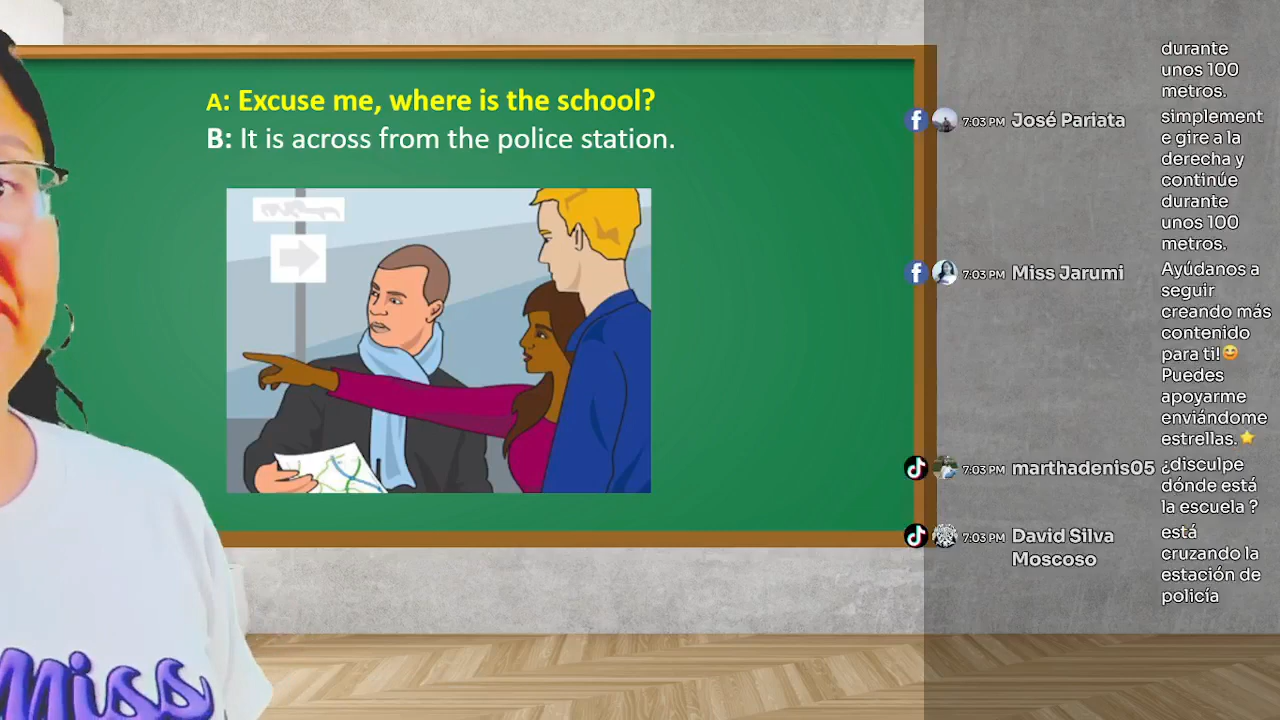 A: Excuse me, where is the school?
B: It is across from the police station.
Miss
durante
unos 100
metros.
7:03 PM José Pariata simplement
e gire a la
derecha y
continúe
durante
unos 100
metros.
7:03 PM Miss Jarumi Ayúdanos a
seguir
creando más
contenido
para ti!😊
Puedes
apoyarme
enviándome
estrellas.⭐
7:03 PM marthadenis05 ¿disculpe
dónde está
la escuela ?
7:03 PM David Silva está
Moscoso cruzando la
estación de
policía